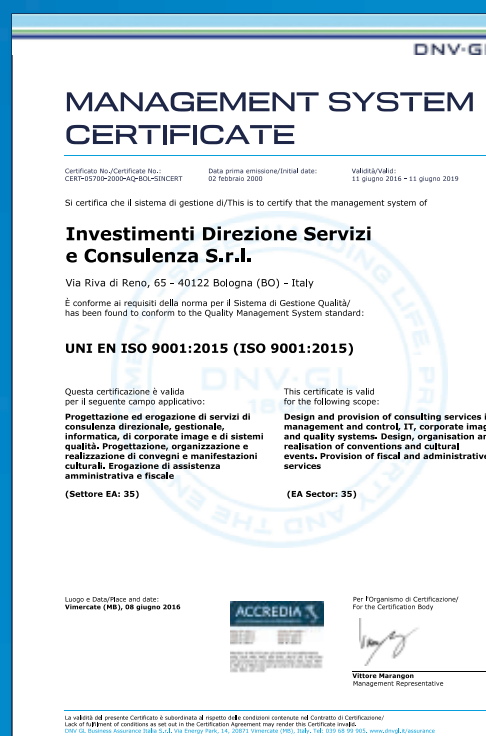 DNV·GL
MANAGEMENT SYSTEM
CERTIFICATE
Certificato No./Certificate No.:
CERT-05700-2000-AQ-BOL-SINCERT
Data prima emissione/Initial date:
02 febbraio 2000
Validità/Valid:
11 giugno 2016 – 11 giugno 2019
Si certifica che il sistema di gestione di/This is to certify that the management system of
Investimenti Direzione Servizi
e Consulenza S.r.l.
Via Riva di Reno, 65 - 40122 Bologna (BO) - Italy
È conforme ai requisiti della norma per il Sistema di Gestione Qualità/
has been found to conform to the Quality Management System standard:
UNI EN ISO 9001:2015 (ISO 9001:2015)
Questa certificazione è valida
per il seguente campo applicativo:
Progettazione ed erogazione di servizi di
consulenza direzionale, gestionale,
informatica, di corporate image e di sistemi
qualità. Progettazione, organizzazione e
realizzazione di convegni e manifestazioni
culturali. Erogazione di assistenza
amministrativa e fiscale
(Settore EA: 35)
This certificate is valid
for the following scope:
Design and provision of consulting services i
management and control, IT, corporate imag
and quality systems. Design, organisation an
realisation of conventions and cultural
events. Provision of fiscal and administrative
services
(EA Sector: 35)
DNV·GL
Luogo e Data/Place and date:
Vimercate (MB), 08 giugno 2016
ACCREDIA
Per l'Organismo di Certificazione/
For the Certification Body
Vittore Marangon
Management Representative
La validità del presente Certificato è subordinata al rispetto delle condizioni contenute nel Contratto di Certificazione/
Lack of fulfilment of conditions as set out in the Certification Agreement may render this Certificate invalid.
DNV GL Business Assurance Italia S.r.l. Via Energy Park, 14, 20871 Vimercate (MB), Italy. Tel: 039 68 99 905, www.dnvgl.it/assurance